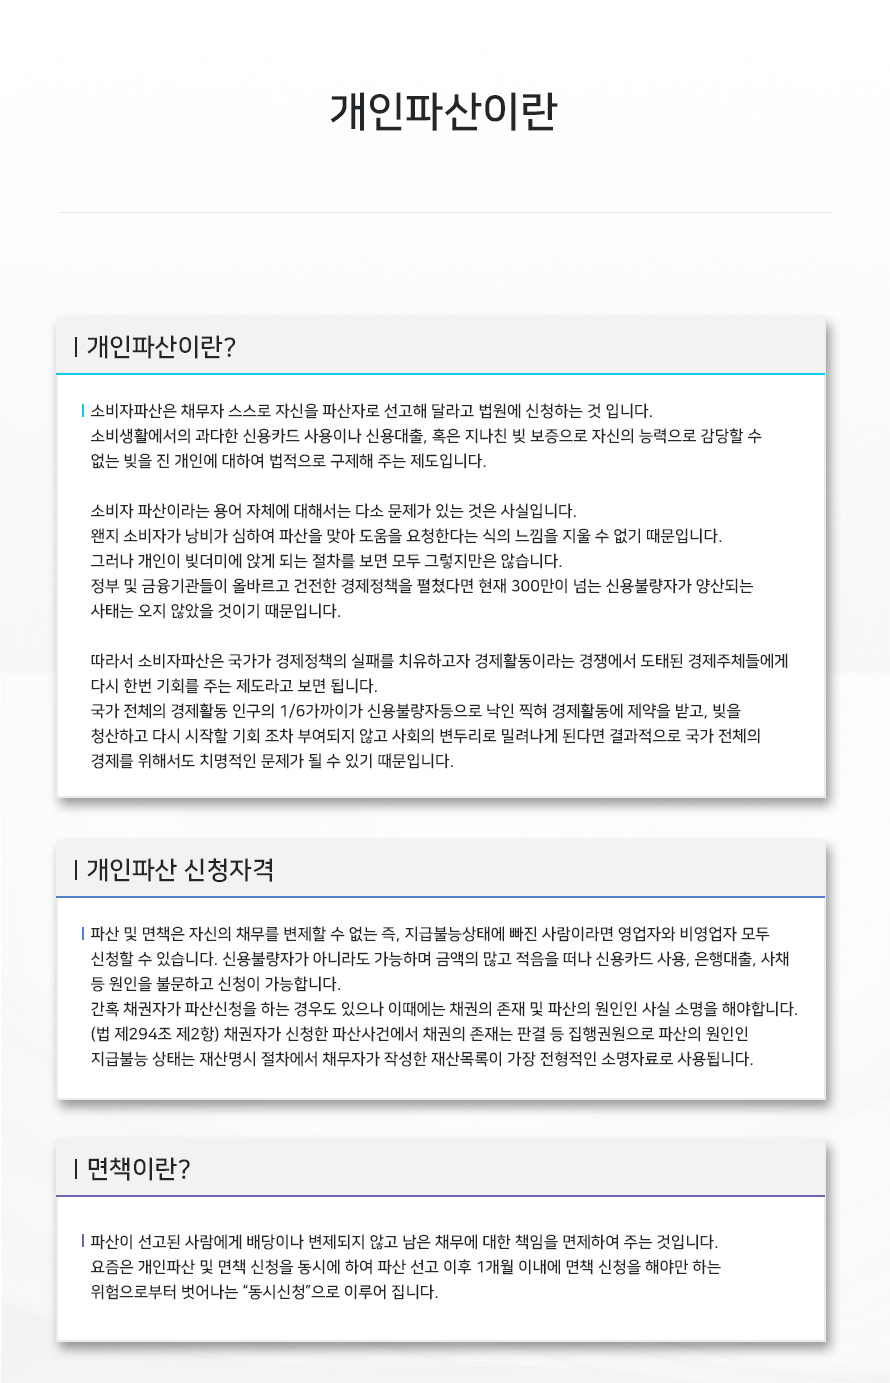 개인파산이란
개인파산이란?
소비자파산은 채무자 스스로 자신을 파산자로 선고해 달라고 법원에 신청하는 것 입니다.
소비생활에서의 과다한 신용카드 사용이나 신용대출, 혹은 지나친 빚 보증으로 자신의 능력으로 감당할 수
없는 빚을 진 개인에 대하여 법적으로 구제해 주는 제도입니다.
소비자 파산이라는 용어 자체에 대해서는 다소 문제가 있는 것은 사실입니다.
왠지 소비자가 낭비가 심하여 파산을 맞아 도움을 요청한다는 식의 느낌을 지울 수 없기 때문입니다.
그러나 개인이 빚더미에 앉게 되는 절차를 보면 모두 그렇지만은 않습니다.
정부 및 금융기관들이 올바르고 건전한 경제정책을 펼쳤다면 현재 300만이 넘는 신용불량자가 양산되는
사태는 오지 않았을 것이기 때문입니다.
따라서 소비자파산은 국가가 경제정책의 실패를 치유하고자 경제활동이라는 경쟁에서 도태된 경제주체들에게
다시 한번 기회를 주는 제도라고 보면 됩니다.
국가 전체의 경제활동 인구의 1/6가까이가 신용불량자등으로 낙인 찍혀 경제활동에 제약을 받고, 빚을
청산하고 다시 시작할 기회 조차 부여되지 않고 사회의 변두리로 밀려나게 된다면 결과적으로 국가 전체의
경제를 위해서도 치명적인 문제가 될 수 있기 때문입니다.
개인파산 신청자격
파산 및 면책은 자신의 채무를 변제할 수 없는 즉, 지급불능상태에 빠진 사람이라면 영업자와 비영업자 모두
신청할 수 있습니다. 신용불량자가 아니라도 가능하며 금액의 많고 적음을 떠나 신용카드 사용, 은행대출, 사채
등 원인을 불문하고 신청이 가능합니다.
간혹 채권자가 파산신청을 하는 경우도 있으나 이때에는 채권의 존재 및 파산의 원인인 사실 소명을 해야합니다.
(법 제294조 제2항) 채권자가 신청한 파산사건에서 채권의 존재는 판결 등 집행권원으로 파산의 원인인
지급불능 상태는 재산명시 절차에서 채무자가 작성한 재산목록이 가장 전형적인 소명자료로 사용됩니다.
면책이란?
파산이 선고된 사람에게 배당이나 변제되지 않고 남은 채무에 대한 책임을 면제하여 주는 것입니다.
요즘은 개인파산 및 면책 신청을 동시에 하여 파산 선고 이후 1개월 이내에 면책 신청을 해야만 하는
위험으로부터 벗어나는 “동시신청”으로 이루어 집니다.